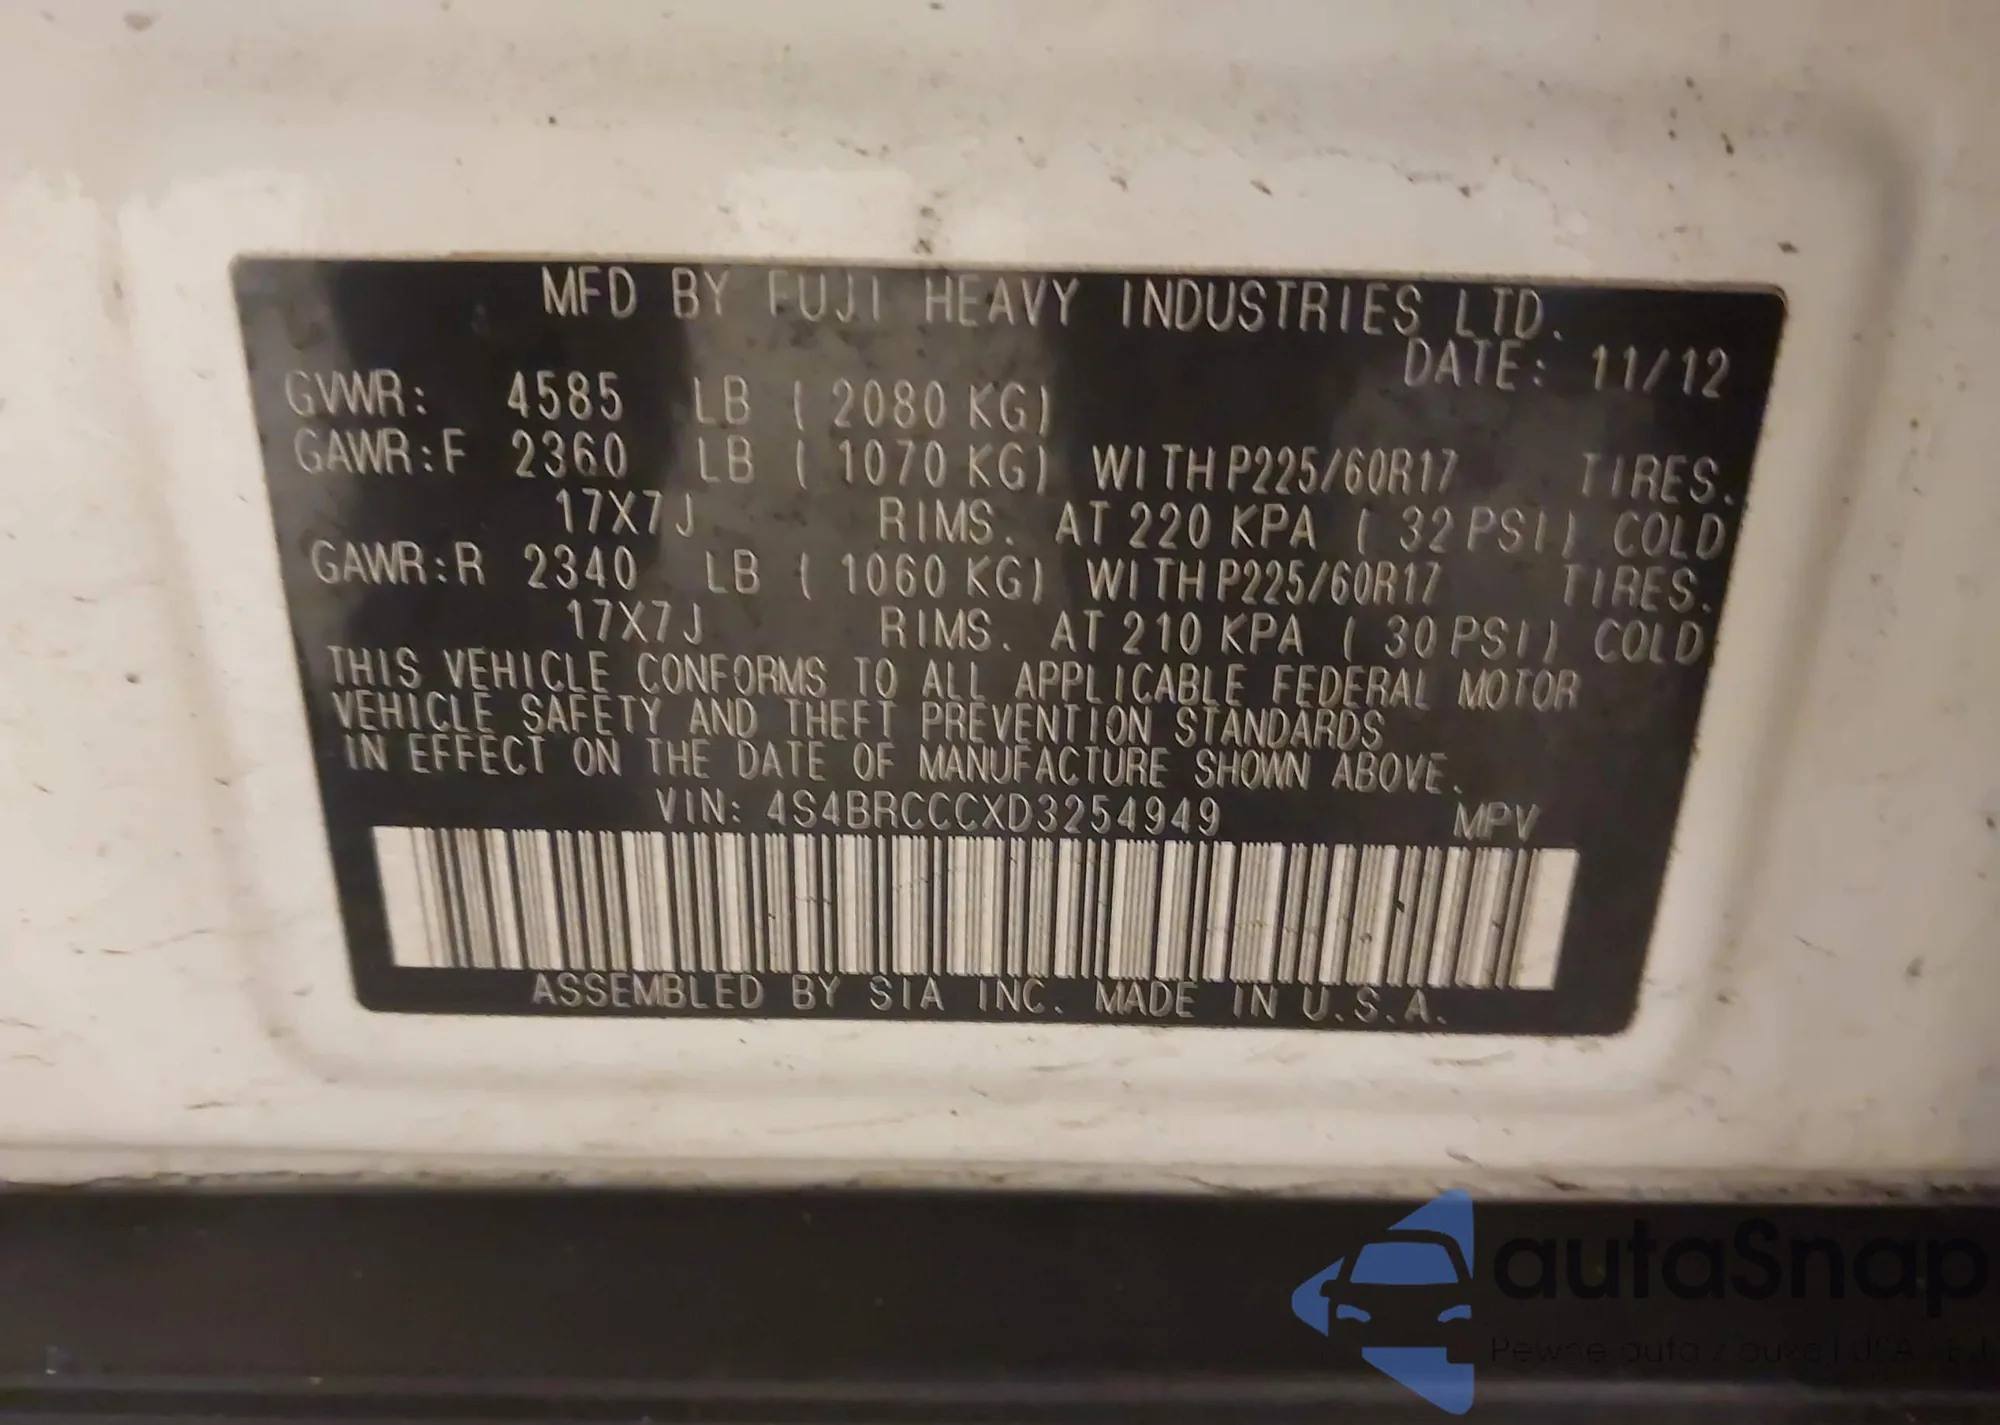 MFD BY FUJI HEAVY INDUSTRIES LTD.
DATE: 11/12
GVWR: 4585 LB ( 2080 KG)
GAWR:F 2360 LB ( 1070 KG) WITH P225/60R17 TIRES.
17X7J RIMS. AT 220 KPA ( 32 PSI) COLD
GAWR:R 2340 LB ( 1060 KG) WITH P225/60R17 TIRES.
17X7J RIMS. AT 210 KPA ( 30 PSI) COLD
THIS VEHICLE CONFORMS TO ALL APPLICABLE FEDERAL MOTOR
VEHICLE SAFETY AND THEFT PREVENTION STANDARDS
IN EFFECT ON THE DATE OF MANUFACTURE SHOWN ABOVE.
VIN: 4S4BRCCCXD3254949 MPV
ASSEMBLED BY SIA INC. MADE IN U.S.A.
autaSnap
Pewne auta z aukcji USA